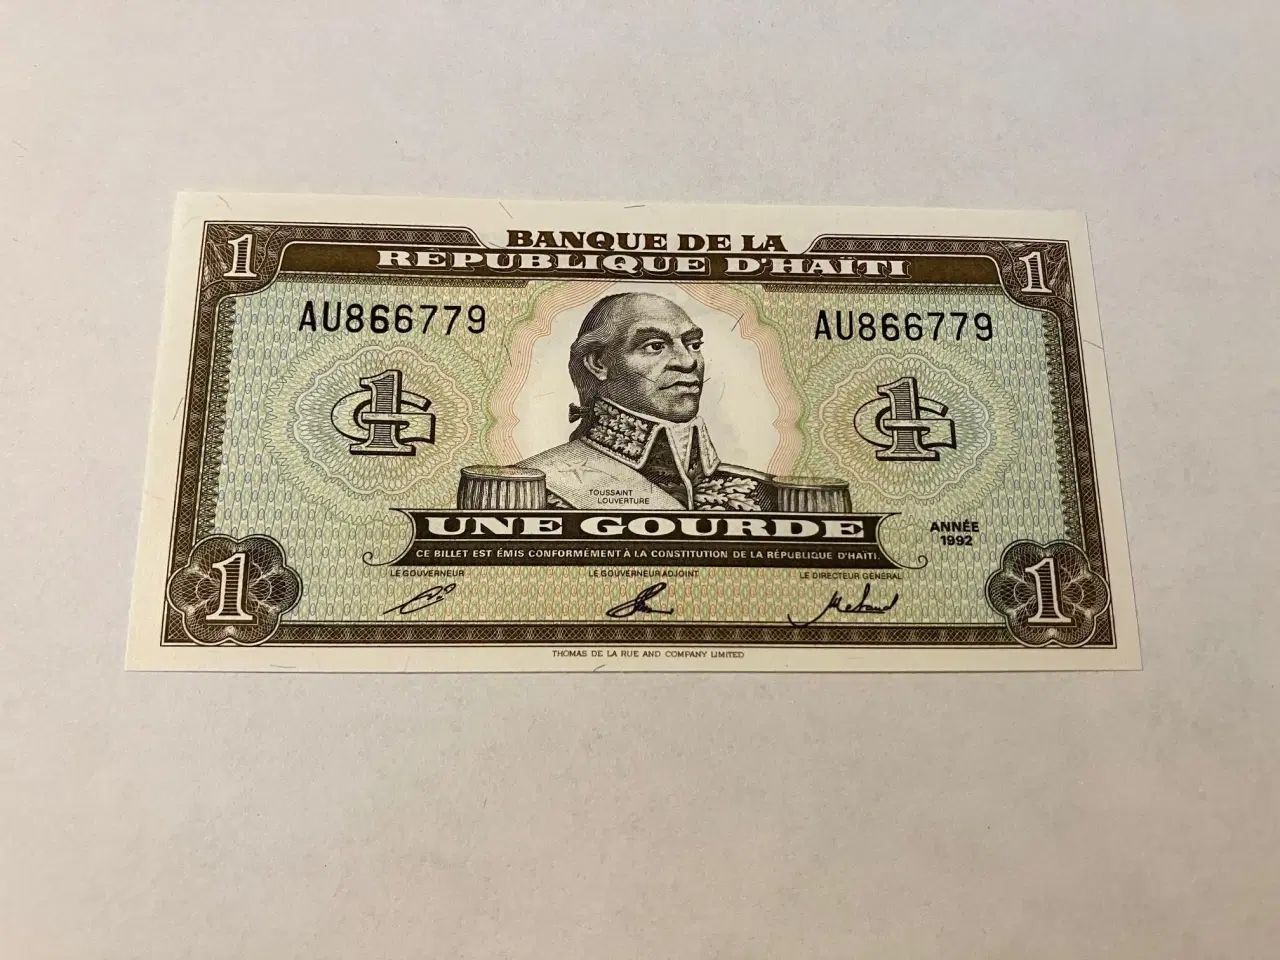 BANQUE DE LA
RÉPUBLIQUE D'HAÏTI
1 1
AU866779 AU866779
1G 1G
TOUSSAINT
LOUVERTURE
UNE GOURDE
CE BILLET EST ÉMIS CONFORMÉMENT À LA CONSTITUTION DE LA RÉPUBLIQUE D'HAÏTI.
ANNÉE
1992
LE GOUVERNEUR LE GOUVERNEUR ADJOINT LE DIRECTEUR GÉNÉRAL
1 1
THOMAS DE LA RUE AND COMPANY LIMITED